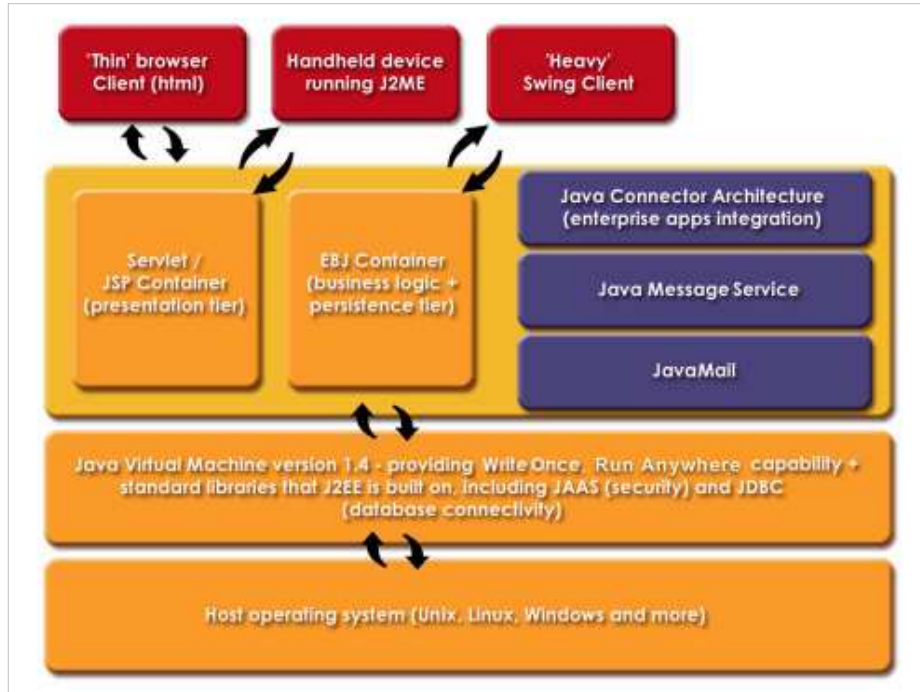 'Thin' browser
Client (html)
Handheld device
running J2ME
'Heavy'
Swing Client
Servlet /
JSP Container
(presentation tier)
EBJ Container
(business logic +
persistence tier)
Java Connector Architecture
(enterprise apps integration)
Java Message Service
JavaMail
Java Virtual Machine version 1.4 - providing Write Once, Run Anywhere capability +
standard libraries that J2EE is built on, including JAAS (security) and JDBC
(database connectivity)
Host operating system (Unix, Linux, Windows and more)